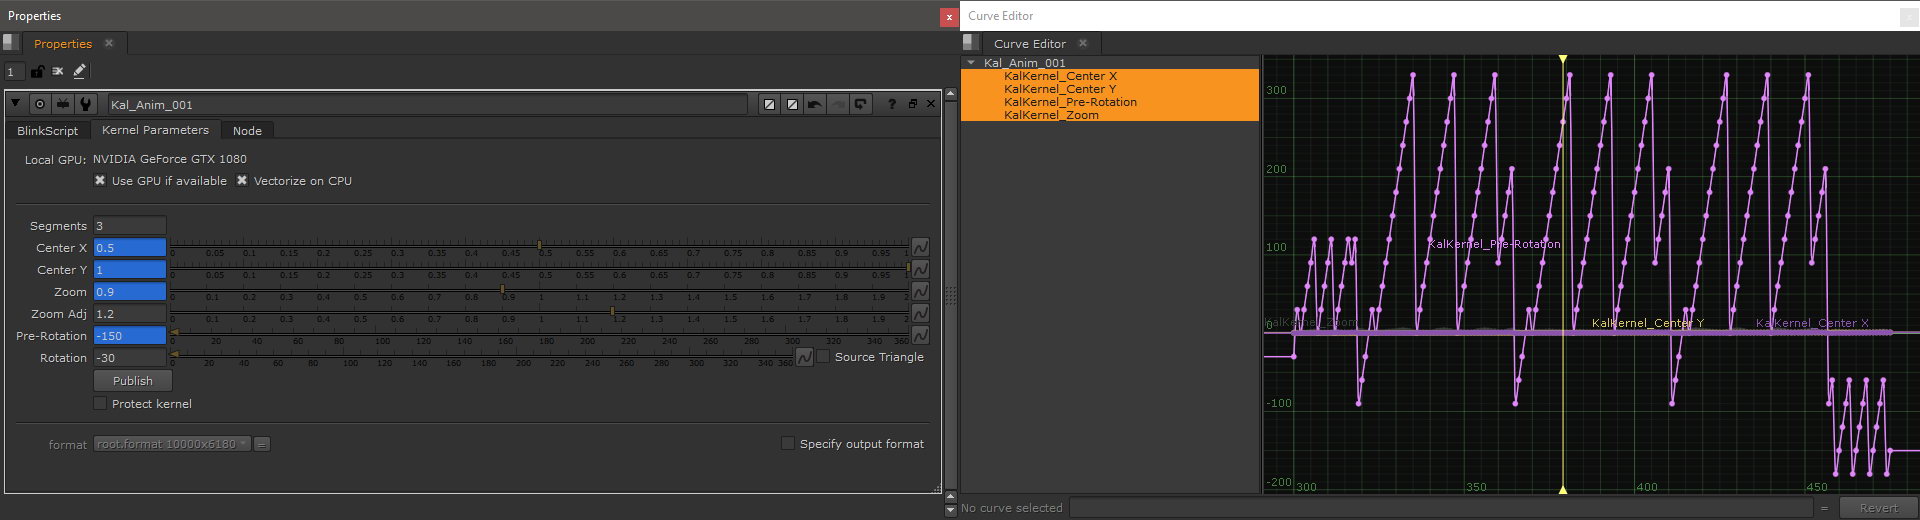 Properties x
Curve Editor x
Properties x
Curve Editor x
1
Kal_Anim_001
Kal_Anim_001 ? x
KalKernel_Center X
KalKernel_Center Y
KalKernel_Pre-Rotation
KalKernel_Zoom
BlinkScript Kernel Parameters Node
Local GPU: NVIDIA GeForce GTX 1080
Use GPU if available Vectorize on CPU
Segments 3
Center X 0.5
0 0.05 0.1 0.15 0.2 0.25 0.3 0.35 0.4 0.45 0.5 0.55 0.6 0.65 0.7 0.75 0.8 0.85 0.9 0.95 1
Center Y 1
0 0.05 0.1 0.15 0.2 0.25 0.3 0.35 0.4 0.45 0.5 0.55 0.6 0.65 0.7 0.75 0.8 0.85 0.9 0.95 1
Zoom 0.9
0 0.1 0.2 0.3 0.4 0.5 0.6 0.7 0.8 0.9 1 1.1 1.2 1.3 1.4 1.5 1.6 1.7 1.8 1.9 2
Zoom Adj 1.2
0 0.1 0.2 0.3 0.4 0.5 0.6 0.7 0.8 0.9 1 1.1 1.2 1.3 1.4 1.5 1.6 1.7 1.8 1.9 2
Pre-Rotation -150
0 20 40 60 80 100 120 140 160 180 200 220 240 260 280 300 320 340 360
Rotation -30
0 20 40 60 80 100 120 140 160 180 200 220 240 260 280 300 320 340 360
Source Triangle
Publish
Protect kernel
format root.format 10000x6180 =
Specify output format
300
200
100
0
-100
-200
KalKernel_Pre-Rotation
KalKernel_Zoom
KalKernel_Center Y
KalKernel_Center X
300 350 400 450
No curve selected = Revert